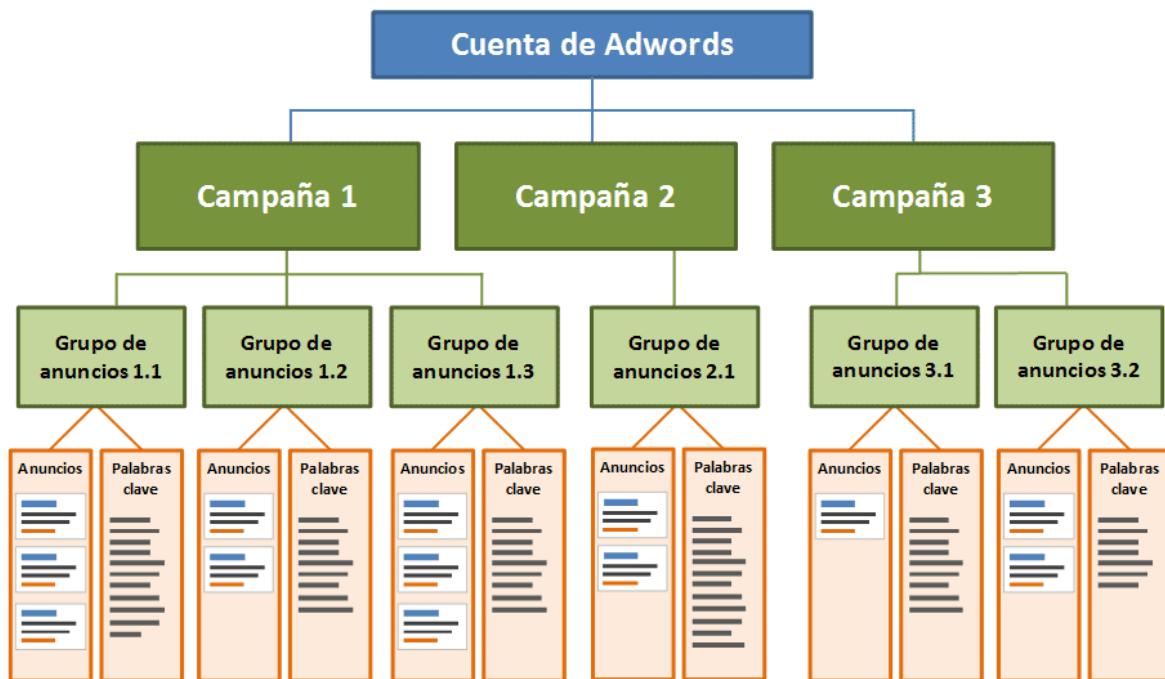 Cuenta de Adwords
Campaña 1
Campaña 2
Campaña 3
Grupo de
anuncios 1.1
Grupo de
anuncios 1.2
Grupo de
anuncios 1.3
Grupo de
anuncios 2.1
Grupo de
anuncios 3.1
Grupo de
anuncios 3.2
Anuncios
Palabras
clave
Anuncios
Palabras
clave
Anuncios
Palabras
clave
Anuncios
Palabras
clave
Anuncios
Palabras
clave
Anuncios
Palabras
clave